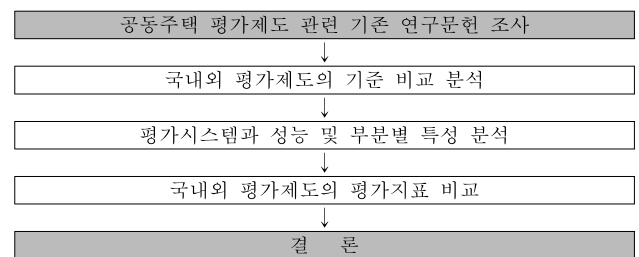 공동주택 평가제도 관련 기존 연구문헌 조사
↓
국내외 평가제도의 기준 비교 분석
↓
평가시스템과 성능 및 부분별 특성 분석
↓
국내외 평가제도의 평가지표 비교
↓
결 론